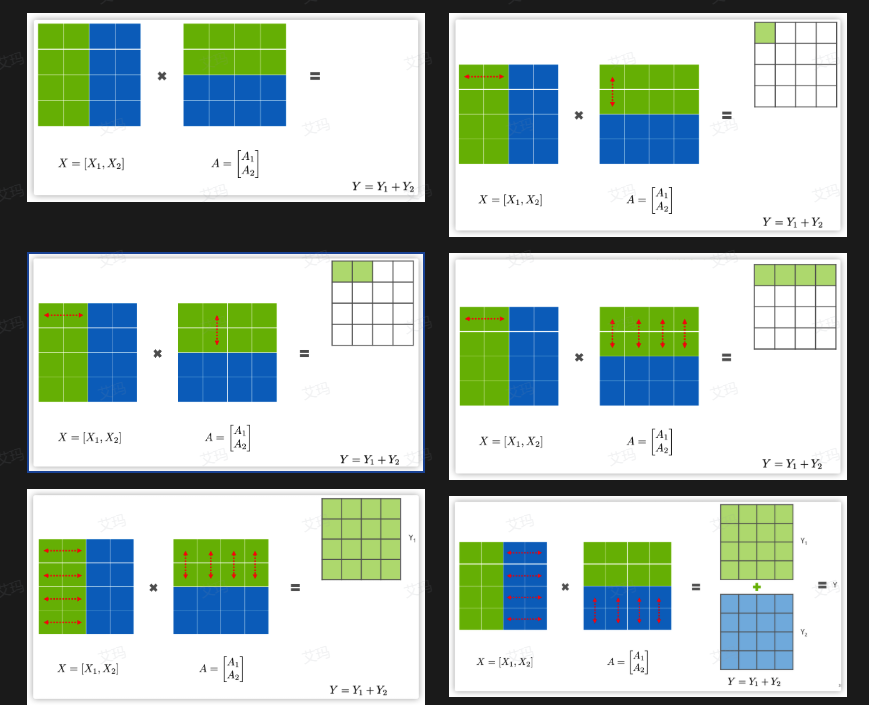 X = [X₁, X₂]
A = [A₁ A₂]
Y = Y₁ + Y₂
X = [X₁, X₂]
A = [A₁ A₂]
Y = Y₁ + Y₂
X = [X₁, X₂]
A = [A₁ A₂]
Y = Y₁ + Y₂
X = [X₁, X₂]
A = [A₁ A₂]
Y = Y₁ + Y₂
Y₁
X = [X₁, X₂]
A = [A₁ A₂]
Y = Y₁ + Y₂
Y₁
Y
Y₂
X = [X₁, X₂]
A = [A₁ A₂]
Y = Y₁ + Y₂
艾玛